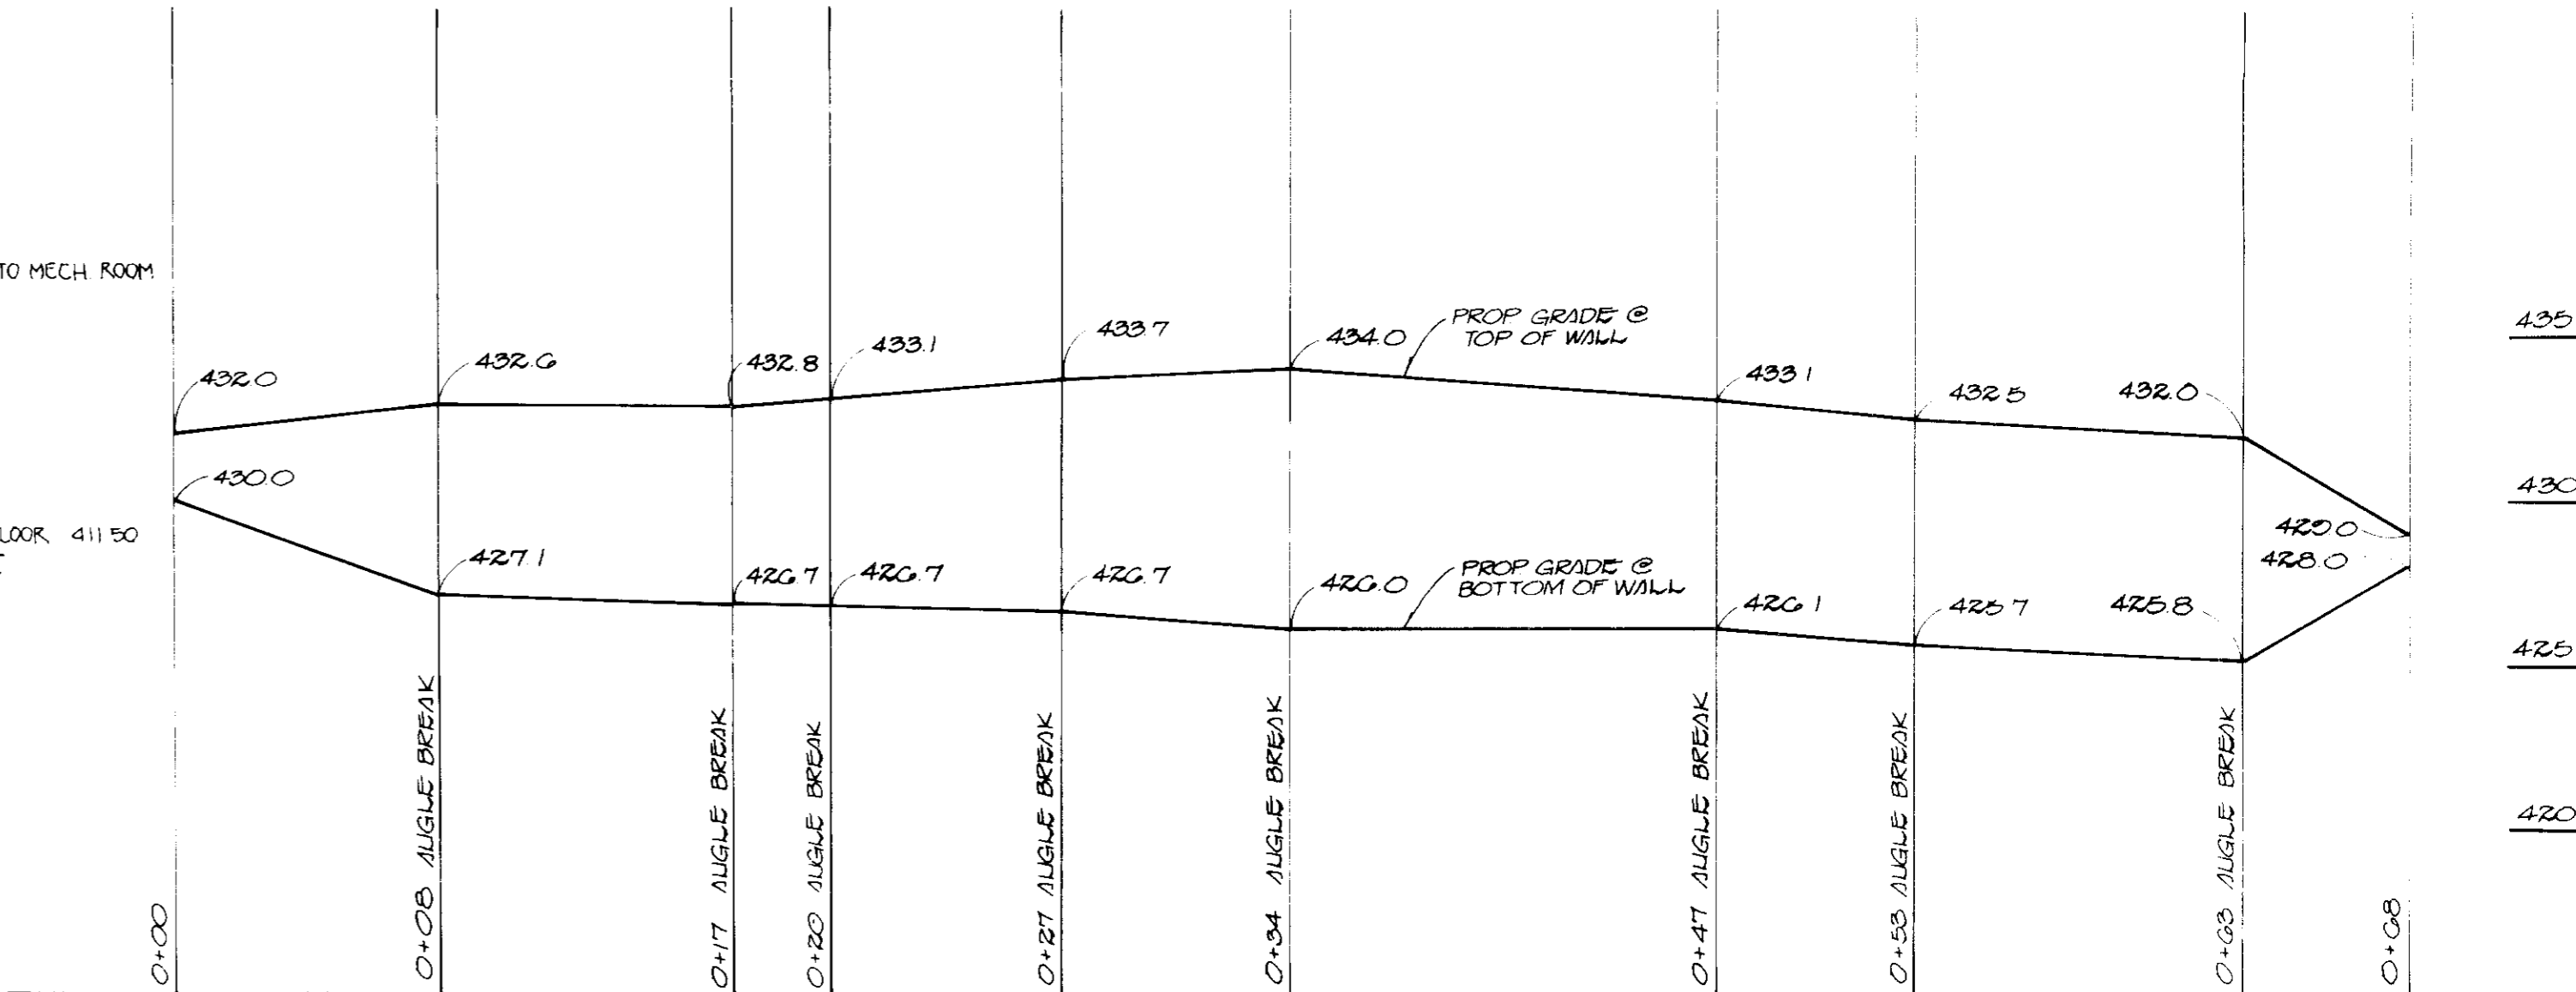 TO MECH. ROOM
LOOR 411.50
432.0
432.6
432.8
433.1
433.7
434.0
PROP GRADE @
TOP OF WALL
433.1
432.5
432.0
429.0
430.0
427.1
426.7
426.7
426.7
426.0
PROP GRADE @
BOTTOM OF WALL
426.1
425.7
425.8
428.0
435
430
425
420
0+00
0+08 ANGLE BREAK
0+17 ANGLE BREAK
0+20 ANGLE BREAK
0+27 ANGLE BREAK
0+34 ANGLE BREAK
0+47 ANGLE BREAK
0+53 ANGLE BREAK
0+63 ANGLE BREAK
0+68